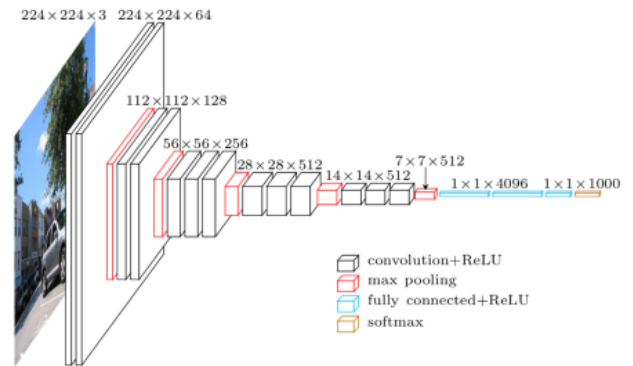 224×224×3 224×224×64
112×112×128
56×56×256
28×28×512
14×14×512
7×7×512
1×1×4096 1×1×1000
convolution+ReLU
max pooling
fully connected+ReLU
softmax